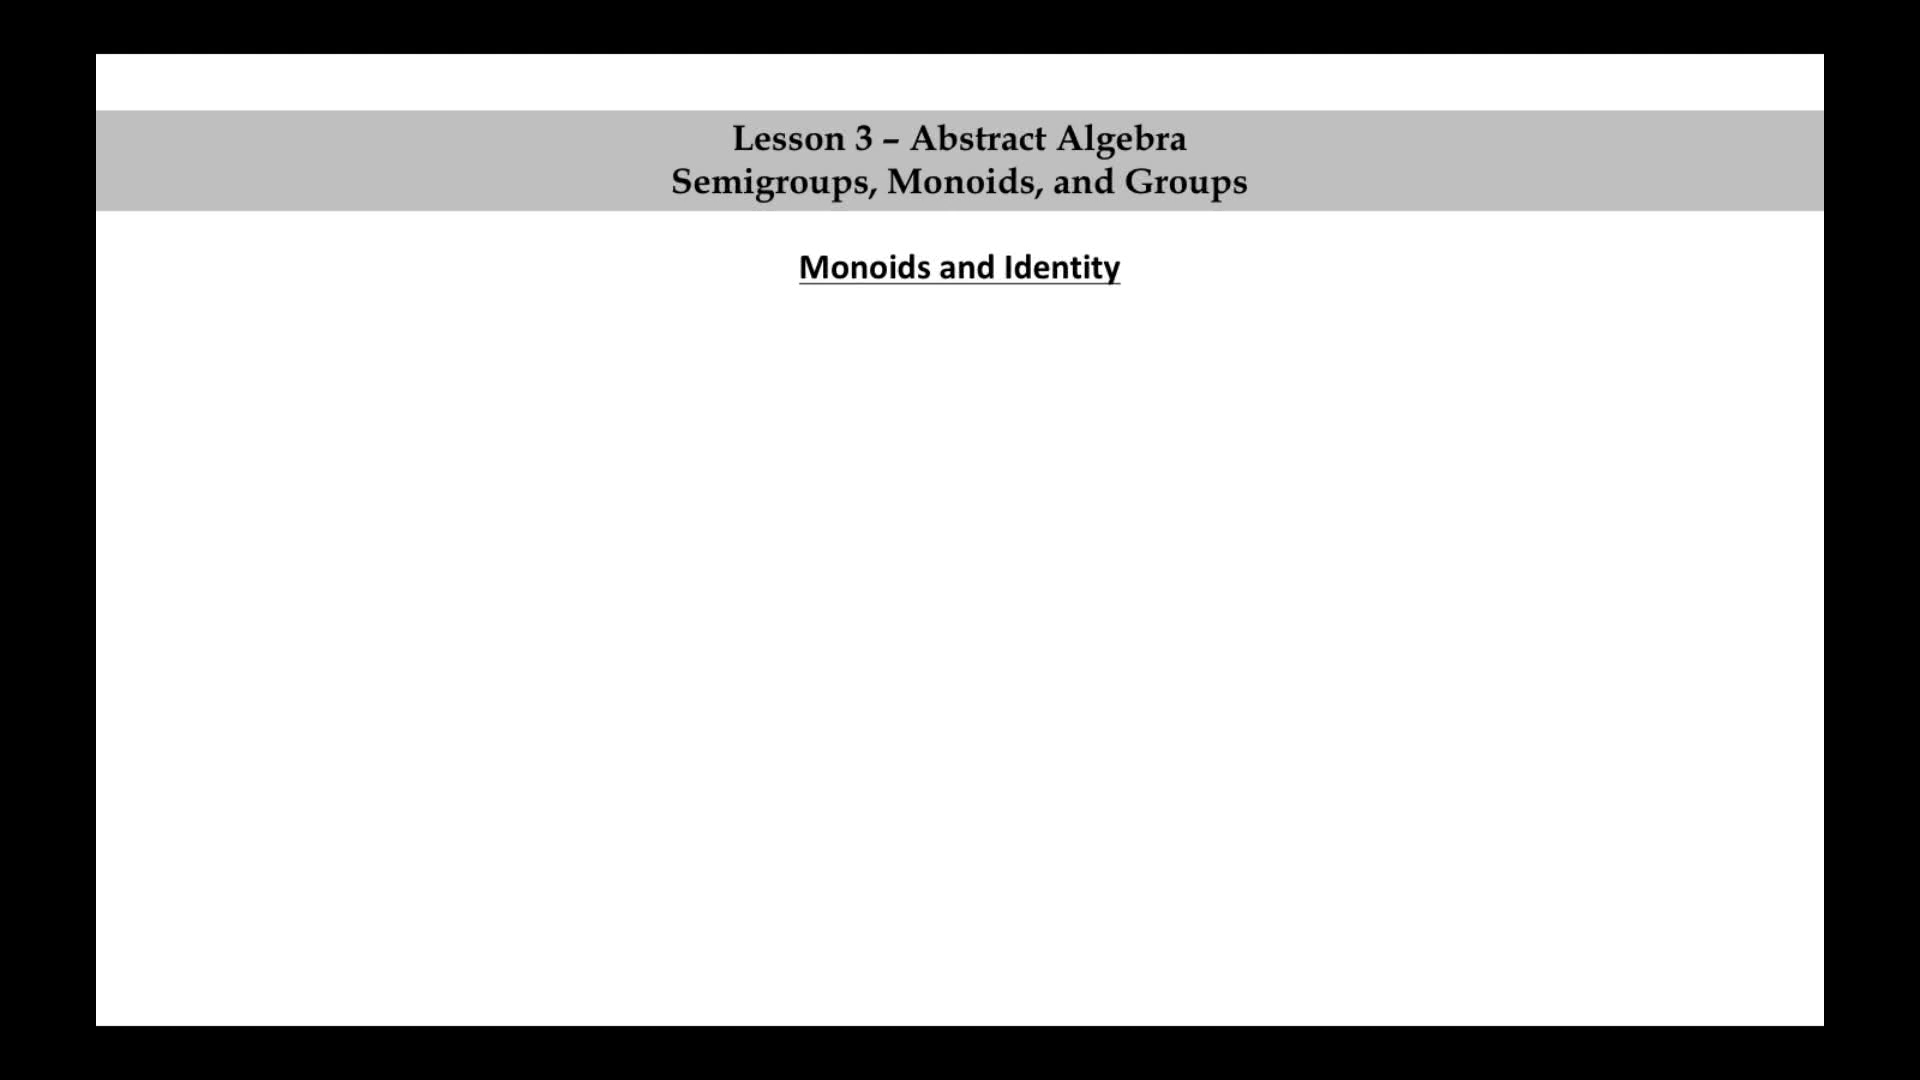 Lesson 3 – Abstract Algebra
Semigroups, Monoids, and Groups
Monoids and Identity